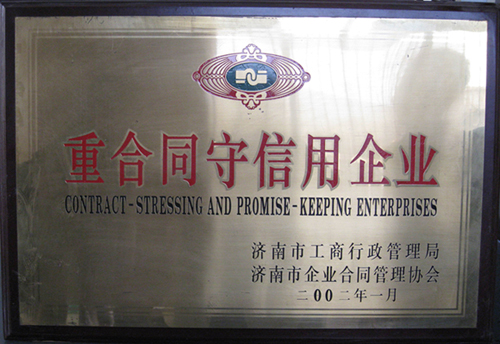 重合同守信用企业
CONTRACT-STRESSING AND PROMISE-KEEPING ENTERPRISES
济南市工商行政管理局
济南市企业合同管理协会
二00二年一月